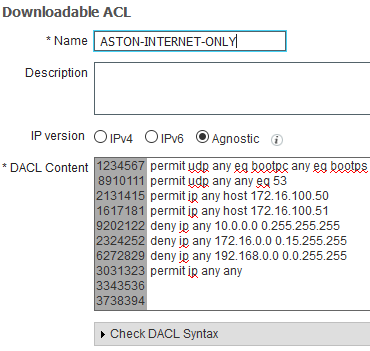 Downloadable ACL
* Name ASTON-INTERNET-ONLY
Description
IP version IPv4 IPv6 Agnostic i
* DACL Content 1234567 permit udp any eq bootpc any eq bootps
8910111 permit udp any any eq 53
2131415 permit ip any host 172.16.100.50
1617181 permit ip any host 172.16.100.51
9202122 deny ip any 10.0.0.0 0.255.255.255
2324252 deny ip any 172.16.0.0 0.15.255.255
6272829 deny ip any 192.168.0.0 0.0.255.255
3031323 permit ip any any
3343536
3738394
Check DACL Syntax